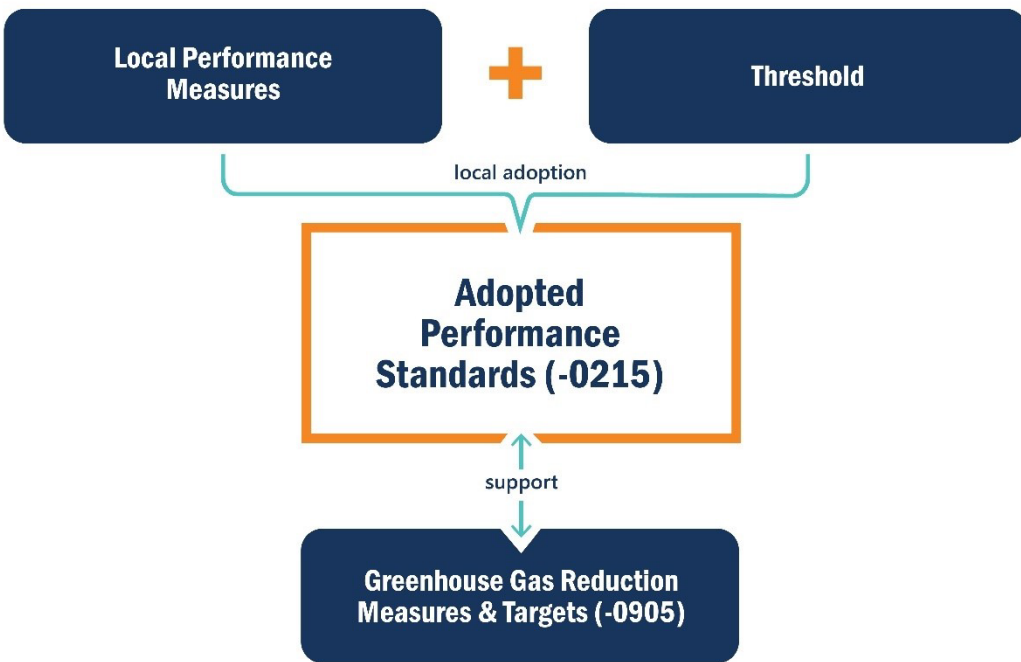 Local Performance
Measures
+
Threshold
local adoption
Adopted
Performance
Standards (-0215)
support
Greenhouse Gas Reduction
Measures & Targets (-0905)